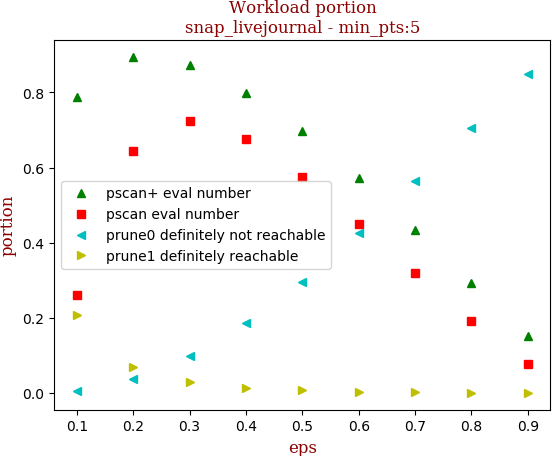 Workload portion
snap_livejournal - min_pts:5
portion
0.8
0.6
0.4
0.2
0.0
pscan+ eval number
pscan eval number
prune0 definitely not reachable
prune1 definitely reachable
0.1 0.2 0.3 0.4 0.5 0.6 0.7 0.8 0.9
eps